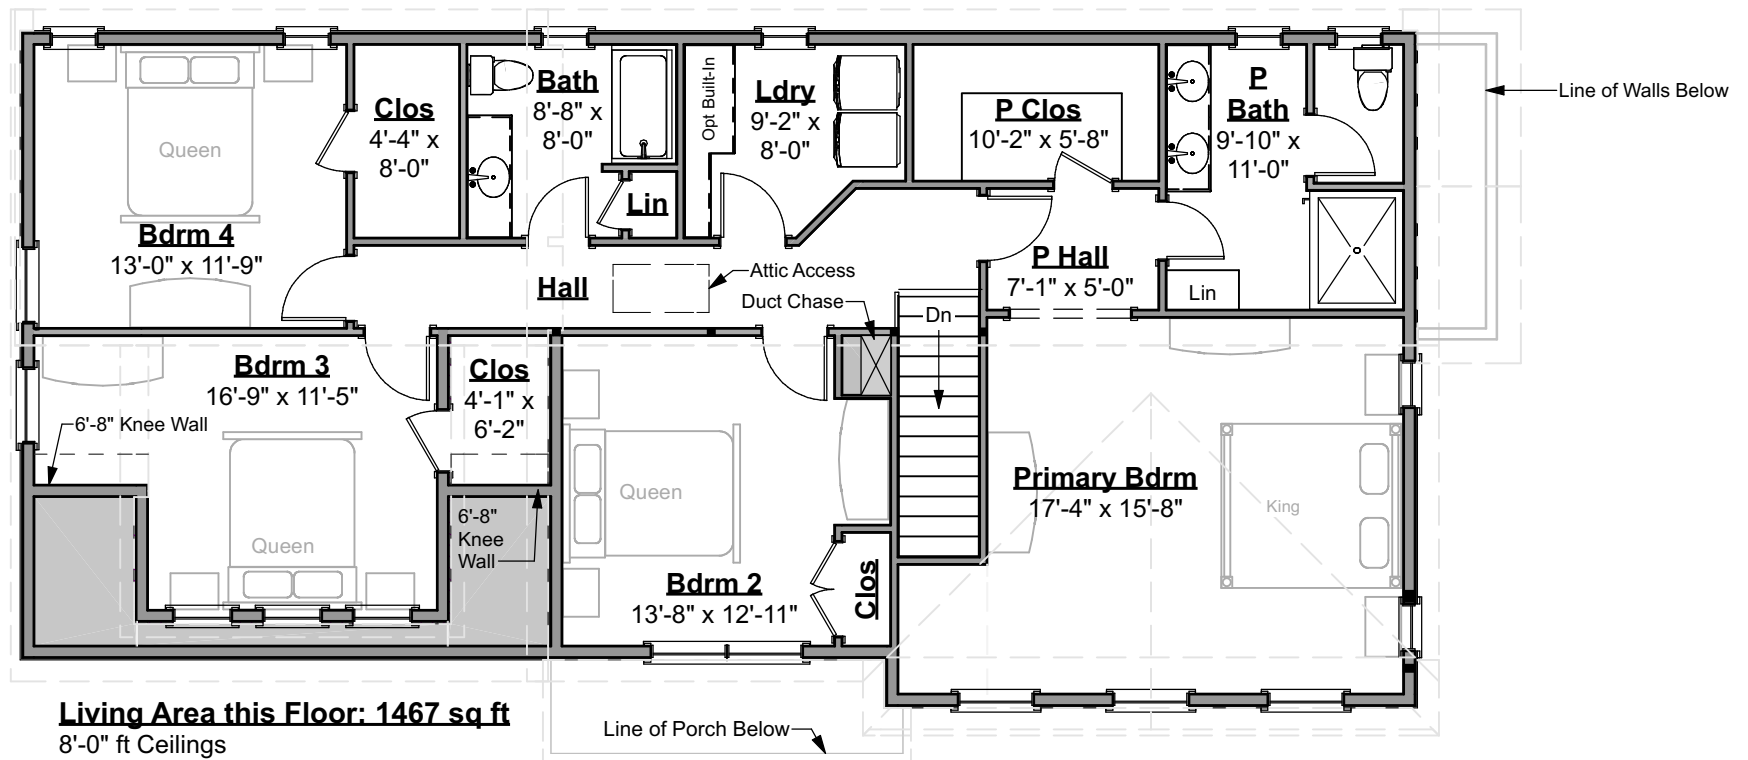 Queen
Bdrm 4
13'-0" x 11'-9"
Clos
4'-4" x
8'-0"
Bath
8'-8" x
8'-0"
Lin
Opt Built-In
Ldry
9'-2" x
8'-0"
P Clos
10'-2" x 5'-8"
P
Bath
9'-10" x
11'-0"
Line of Walls Below
Hall
Attic Access
Duct Chase
Dn
P Hall
7'-1" x 5'-0"
Lin
Bdrm 3
16'-9" x 11'-5"
6'-8" Knee Wall
Queen
Clos
4'-1" x
6'-2"
6'-8"
Knee
Wall
Queen
Bdrm 2
13'-8" x 12'-11"
Clos
Primary Bdrm
17'-4" x 15'-8"
King
Living Area this Floor: 1467 sq ft
8'-0" ft Ceilings
Line of Porch Below